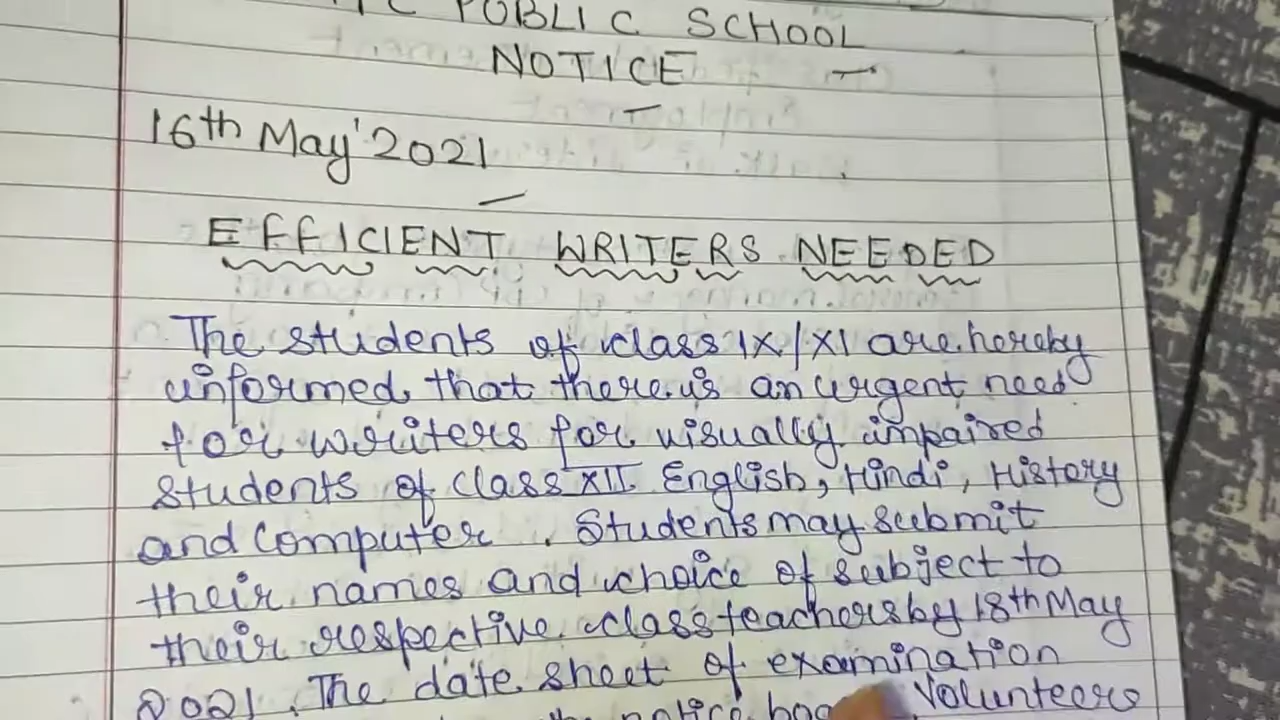 PUBLIC SCHOOL
NOTICE
16th May'2021
EFFICIENT WRITERS NEEDED
The students of class IX/XI are hereby
informed that there is an urgent need
for writers for visually impaired
students of class XII English, Hindi, History
and Computer. Students may submit
their names and choice of subject to
their respective class teachers by 18th May
2021. The date sheet of examination
the notice Volunteers